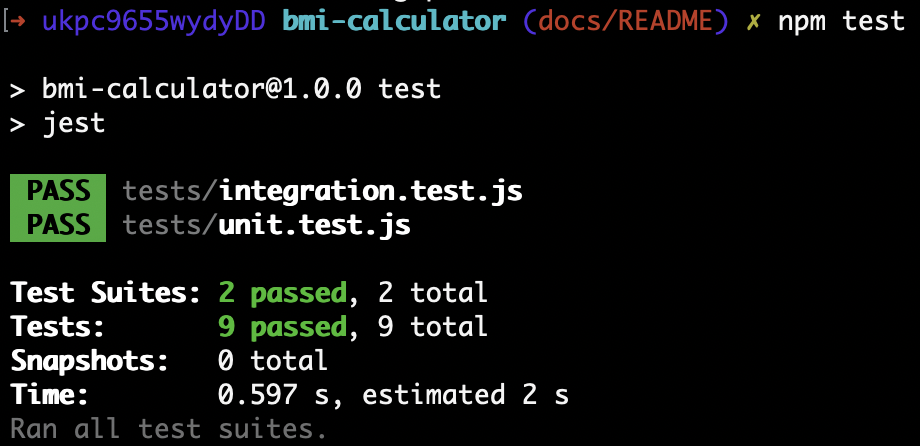 [➜ ukpc9655wydyDD bmi-calculator (docs/README) ✗ npm test
> bmi-calculator@1.0.0 test
> jest
PASS tests/integration.test.js
PASS tests/unit.test.js
Test Suites: 2 passed, 2 total
Tests: 9 passed, 9 total
Snapshots: 0 total
Time: 0.597 s, estimated 2 s
Ran all test suites.